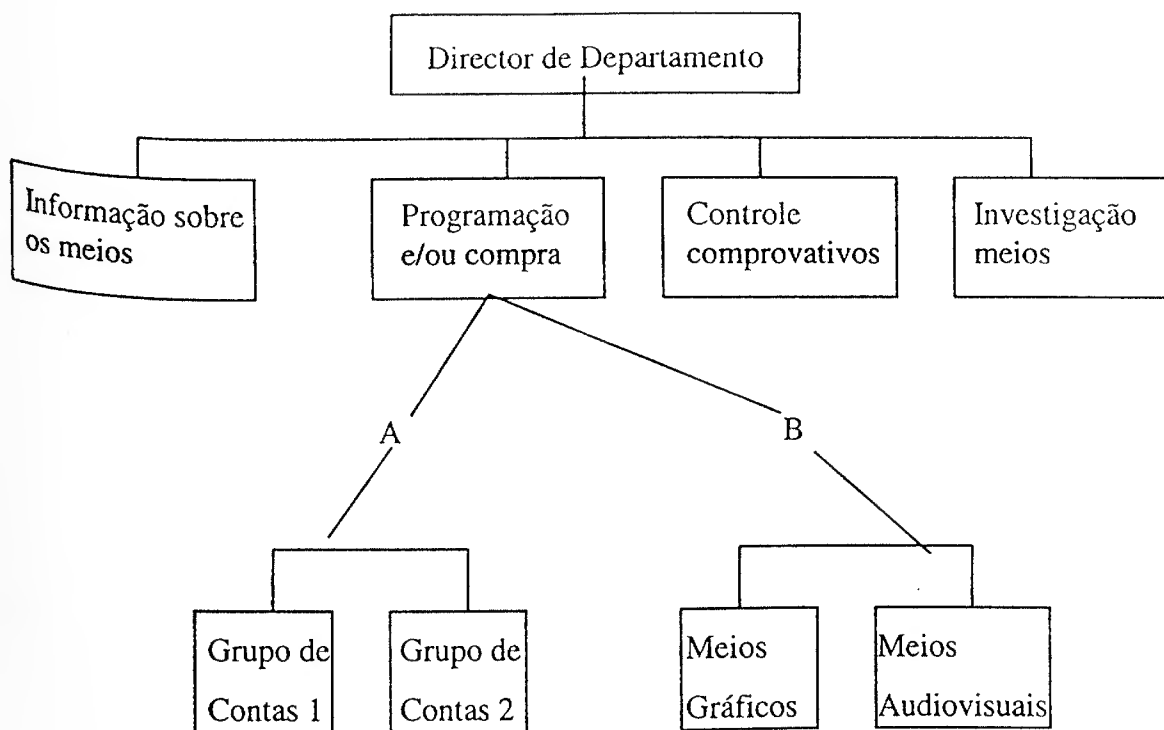 Director de Departamento
Informação sobre
os meios
Programação
e/ou compra
Controle
comprovativos
Investigação
meios
A
B
Grupo de
Contas 1
Grupo de
Contas 2
Meios
Gráficos
Meios
Audiovisuais